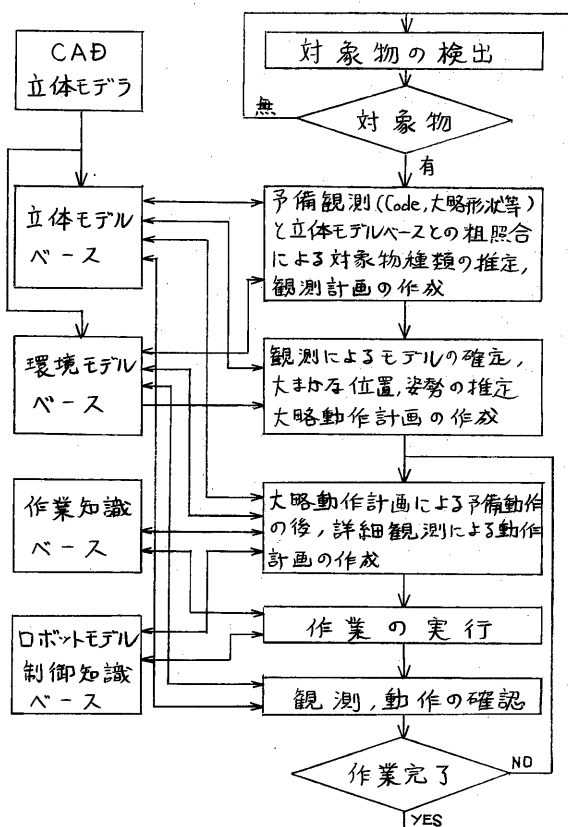 CAD
立体モデラ
立体モデル
ベース
環境モデル
ベース
作業知識
ベース
ロボットモデル
制御知識
ベース
対象物の検出
無
対象物
有
予備観測(Code,大略形状等)
と立体モデルベースとの粗照合
による対象物種類の推定,
観測計画の作成
観測によるモデルの確定,
大まかな位置,姿勢の推定
大略動作計画の作成
大略動作計画による予備動作
の後,詳細観測による動作
計画の作成
作業の実行
観測,動作の確認
作業完了
NO
YES